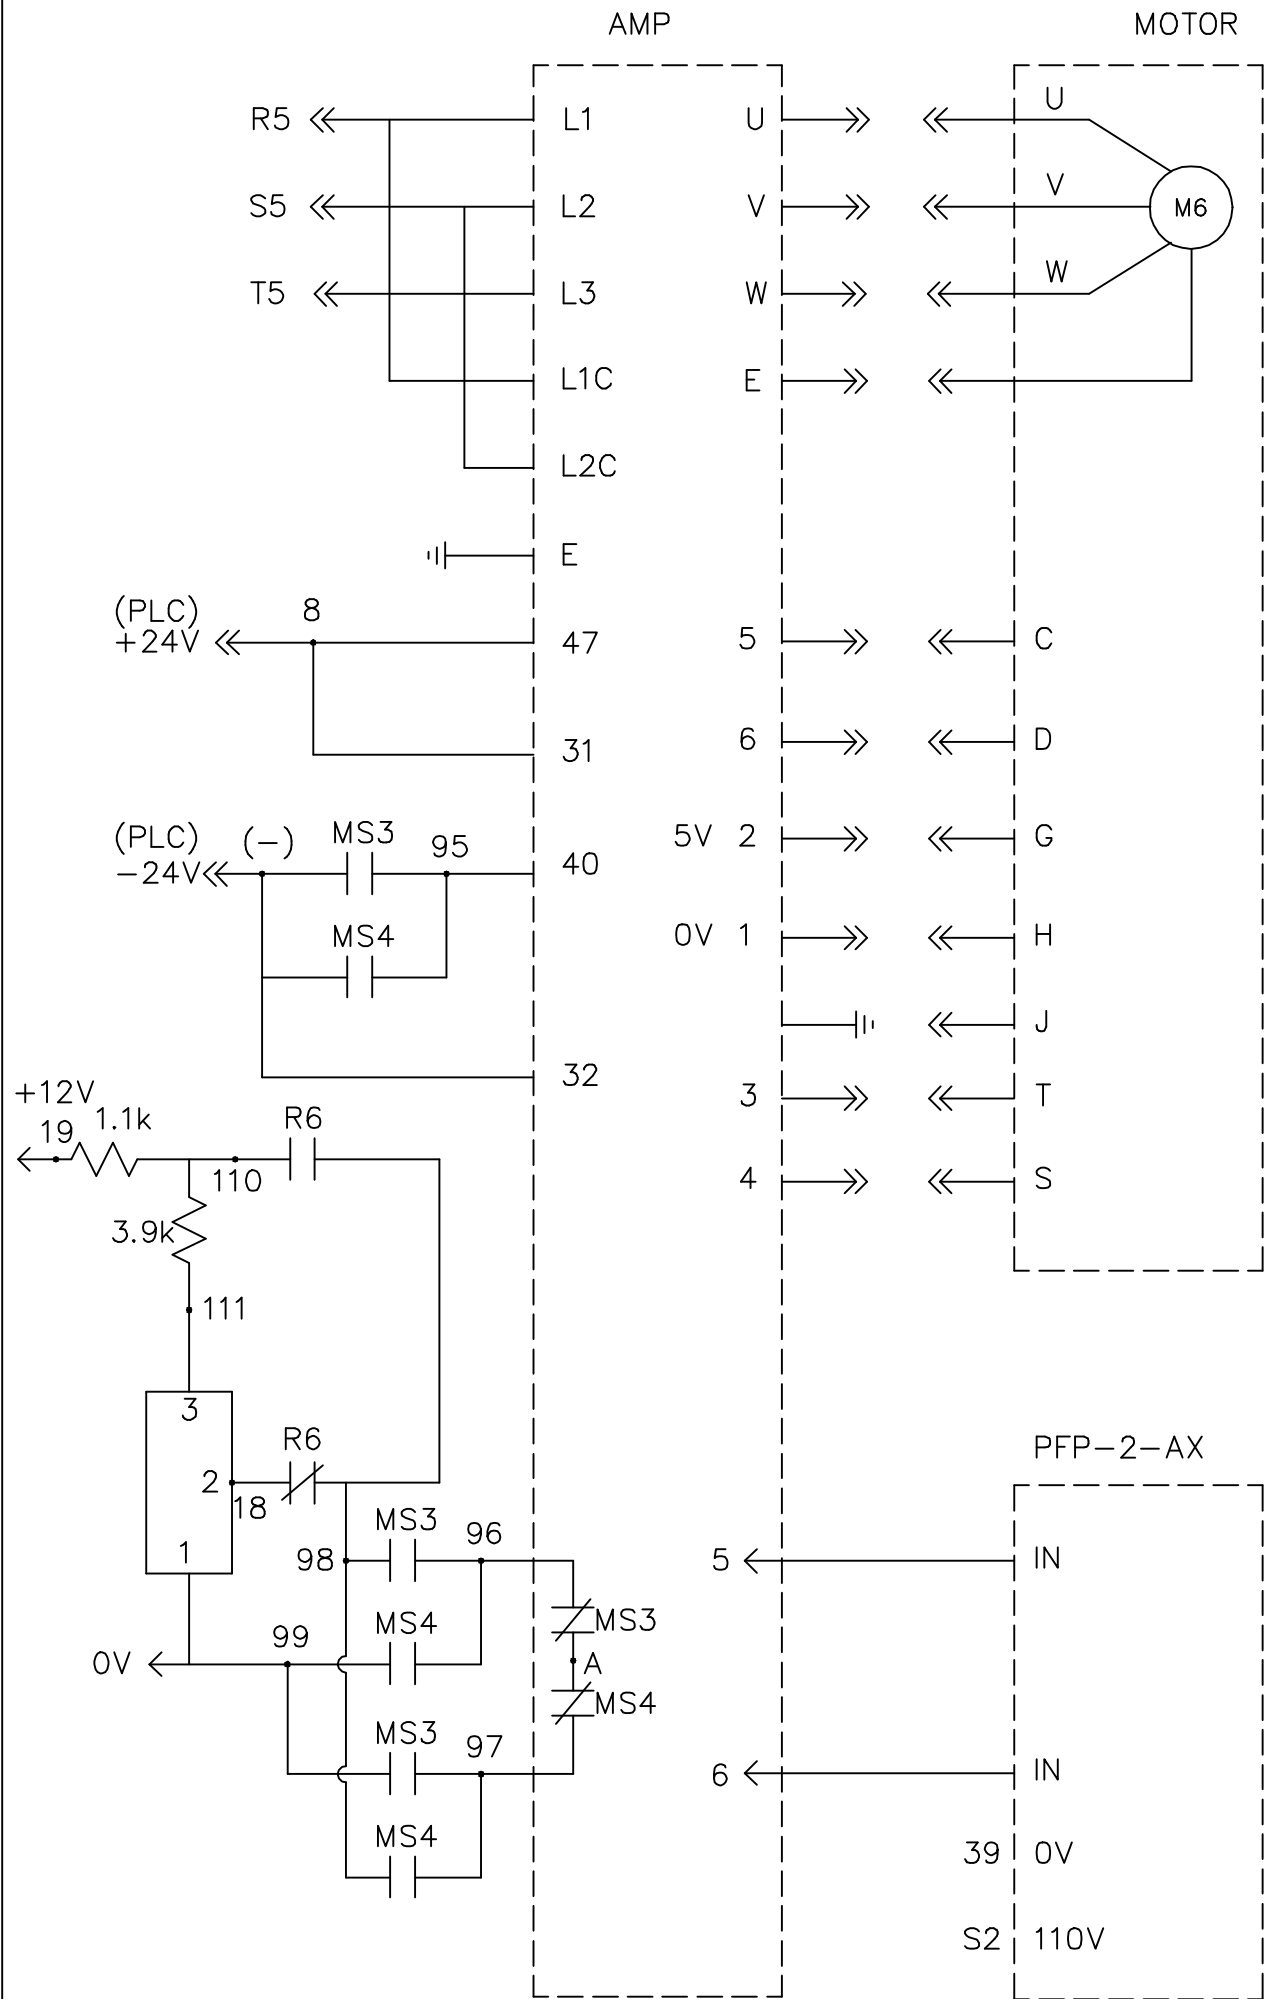 AMP
MOTOR
R5
L1
U
U
S5
L2
V
V
M6
T5
L3
W
W
L1C
E
L2C
E
(PLC)
+24V
8
47
5
C
31
6
D
(PLC)
-24V
(-)
MS3
95
40
5V 2
G
MS4
0V 1
H
J
32
3
T
+12V
19
1.1k
R6
110
4
S
3.9k
111
3
R6
2
18
PFP-2-AX
1
MS3
96
98
5
IN
MS4
99
MS3
0V
A
MS4
MS3
97
6
IN
MS4
39
0V
S2
110V